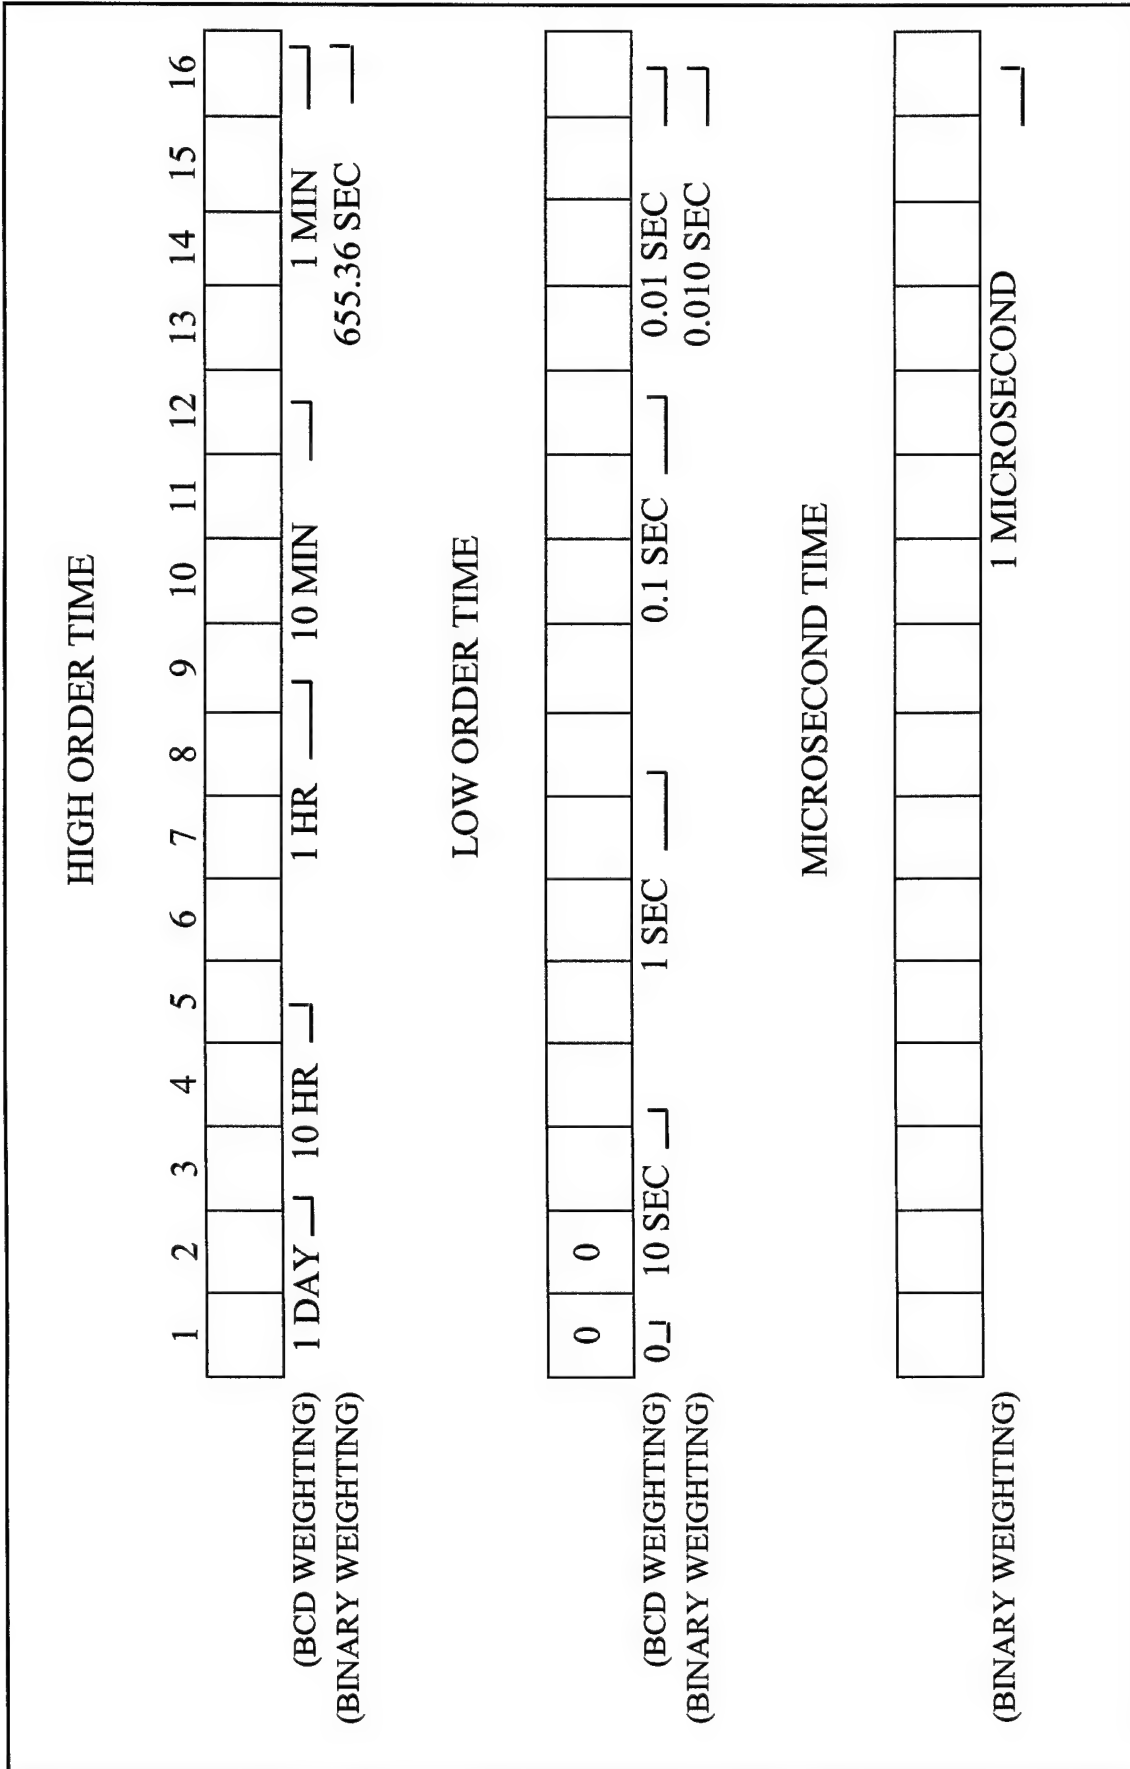 HIGH ORDER TIME
1 2 3 4 5 6 7 8 9 10 11 12 13 14 15 16
(BCD WEIGHTING) 1 DAY 10 HR 1 HR 10 MIN 1 MIN
(BINARY WEIGHTING) 655.36 SEC
LOW ORDER TIME
0 0
(BCD WEIGHTING) 0 10 SEC 1 SEC 0.1 SEC 0.01 SEC
(BINARY WEIGHTING) 0.010 SEC
MICROSECOND TIME
(BINARY WEIGHTING) 1 MICROSECOND